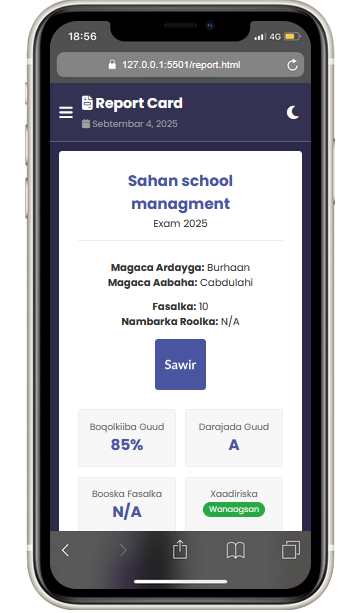 18:56
4G
127.0.0.1:5501/report.html
Report Card
Sebtembar 4, 2025
Sahan school
managment
Exam 2025
Magaca Ardayga: Burhaan
Magaca Aabaha: Cabdulahi
Fasalka: 10
Nambarka Roolka: N/A
Sawir
Boqolkiiba Guud
85%
Darajada Guud
A
Booska Fasalka
N/A
Xaadiriska
Wanaagsan